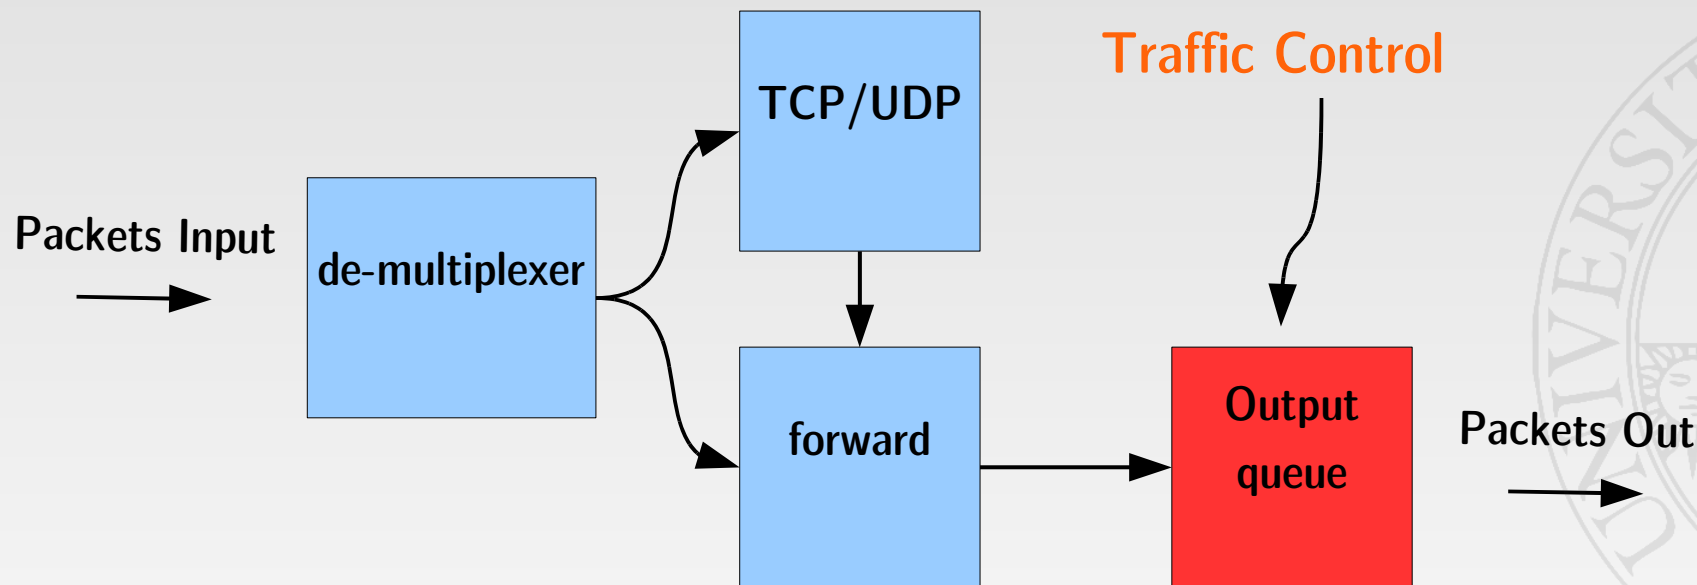 Traffic Control
TCP/UDP
Packets Input
de-multiplexer
forward
Output
queue
Packets Out